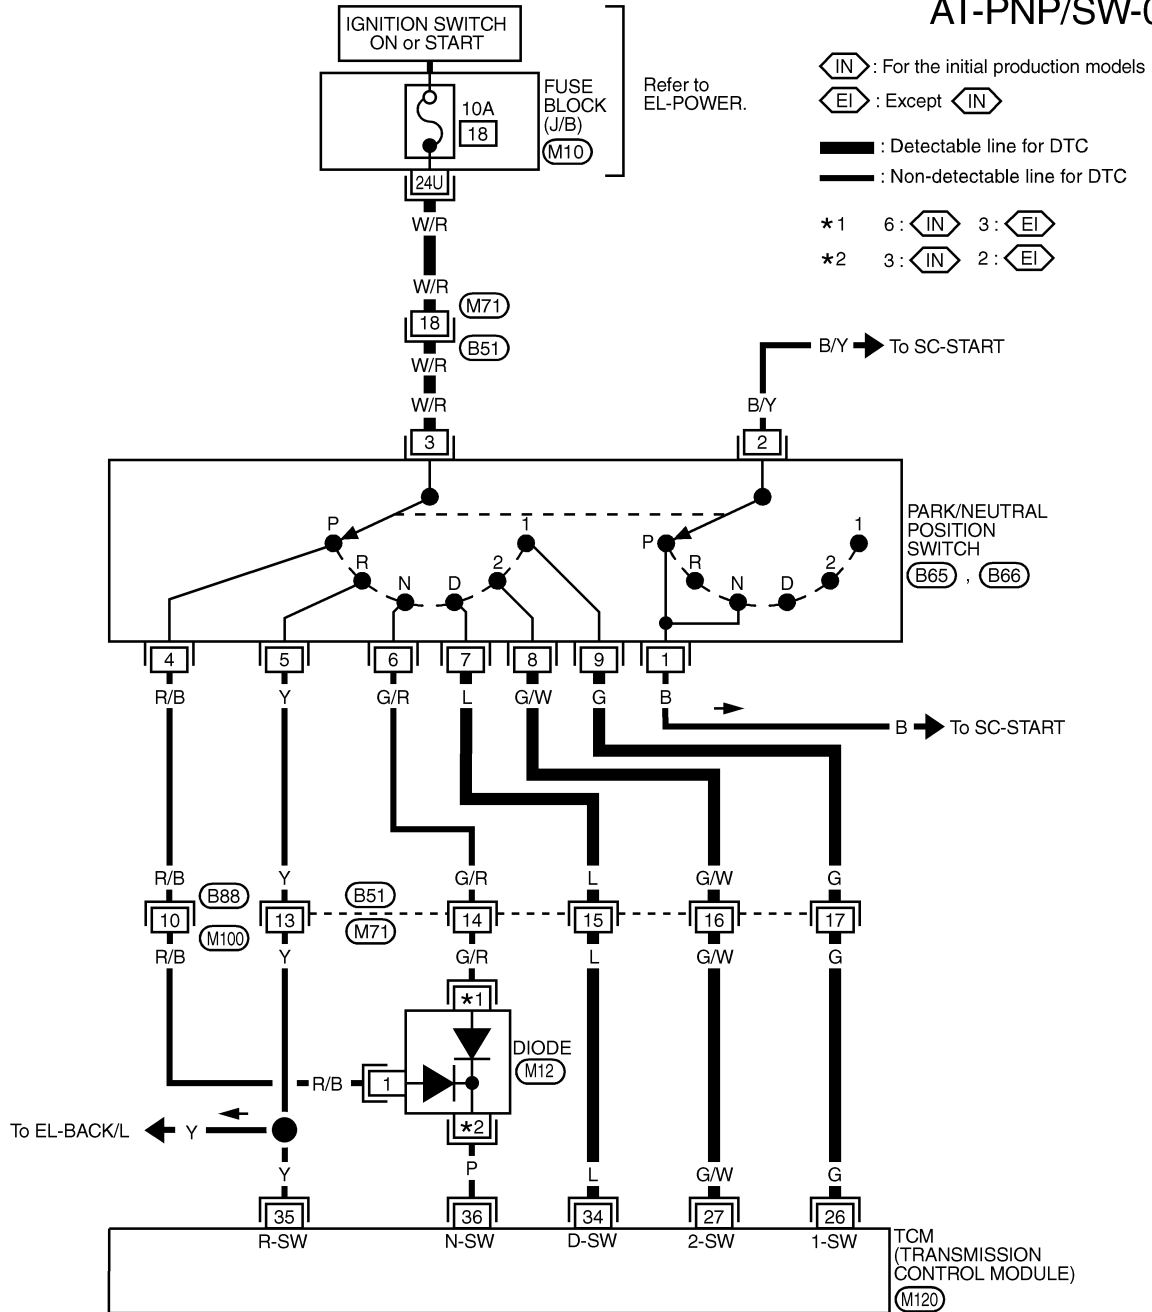 AT-PNP/SW-0
IGNITION SWITCH
ON or START
FUSE
BLOCK
(J/B)
M10
10A
18
24U
Refer to
EL-POWER.
IN : For the initial production models
EI : Except IN
: Detectable line for DTC
: Non-detectable line for DTC
*1 6 : IN 3 : EI
*2 3 : IN 2 : EI
W/R
W/R
M71
18
B51
W/R
W/R
3
B/Y To SC-START
B/Y
2
P
R
N
D
2
1
P
R
N
D
2
1
PARK/NEUTRAL
POSITION
SWITCH
B65 , B66
4 5 6 7 8 9 1
R/B Y G/R L G/W G B
B To SC-START
R/B Y G/R L G/W G
B88 B51
10 13 14 15 16 17
M100 M71
R/B Y G/R L G/W G
*1
DIODE
M12
R/B 1
*2
To EL-BACK/L Y
Y P L G/W G
35 36 34 27 26
R-SW N-SW D-SW 2-SW 1-SW
TCM
(TRANSMISSION
CONTROL MODULE)
M120